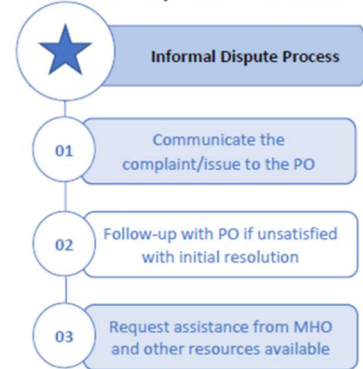 Informal Dispute Process
01
Communicate the
complaint/issue to the PO
02
Follow-up with PO if unsatisfied
with initial resolution
03
Request assistance from MHO
and other resources available